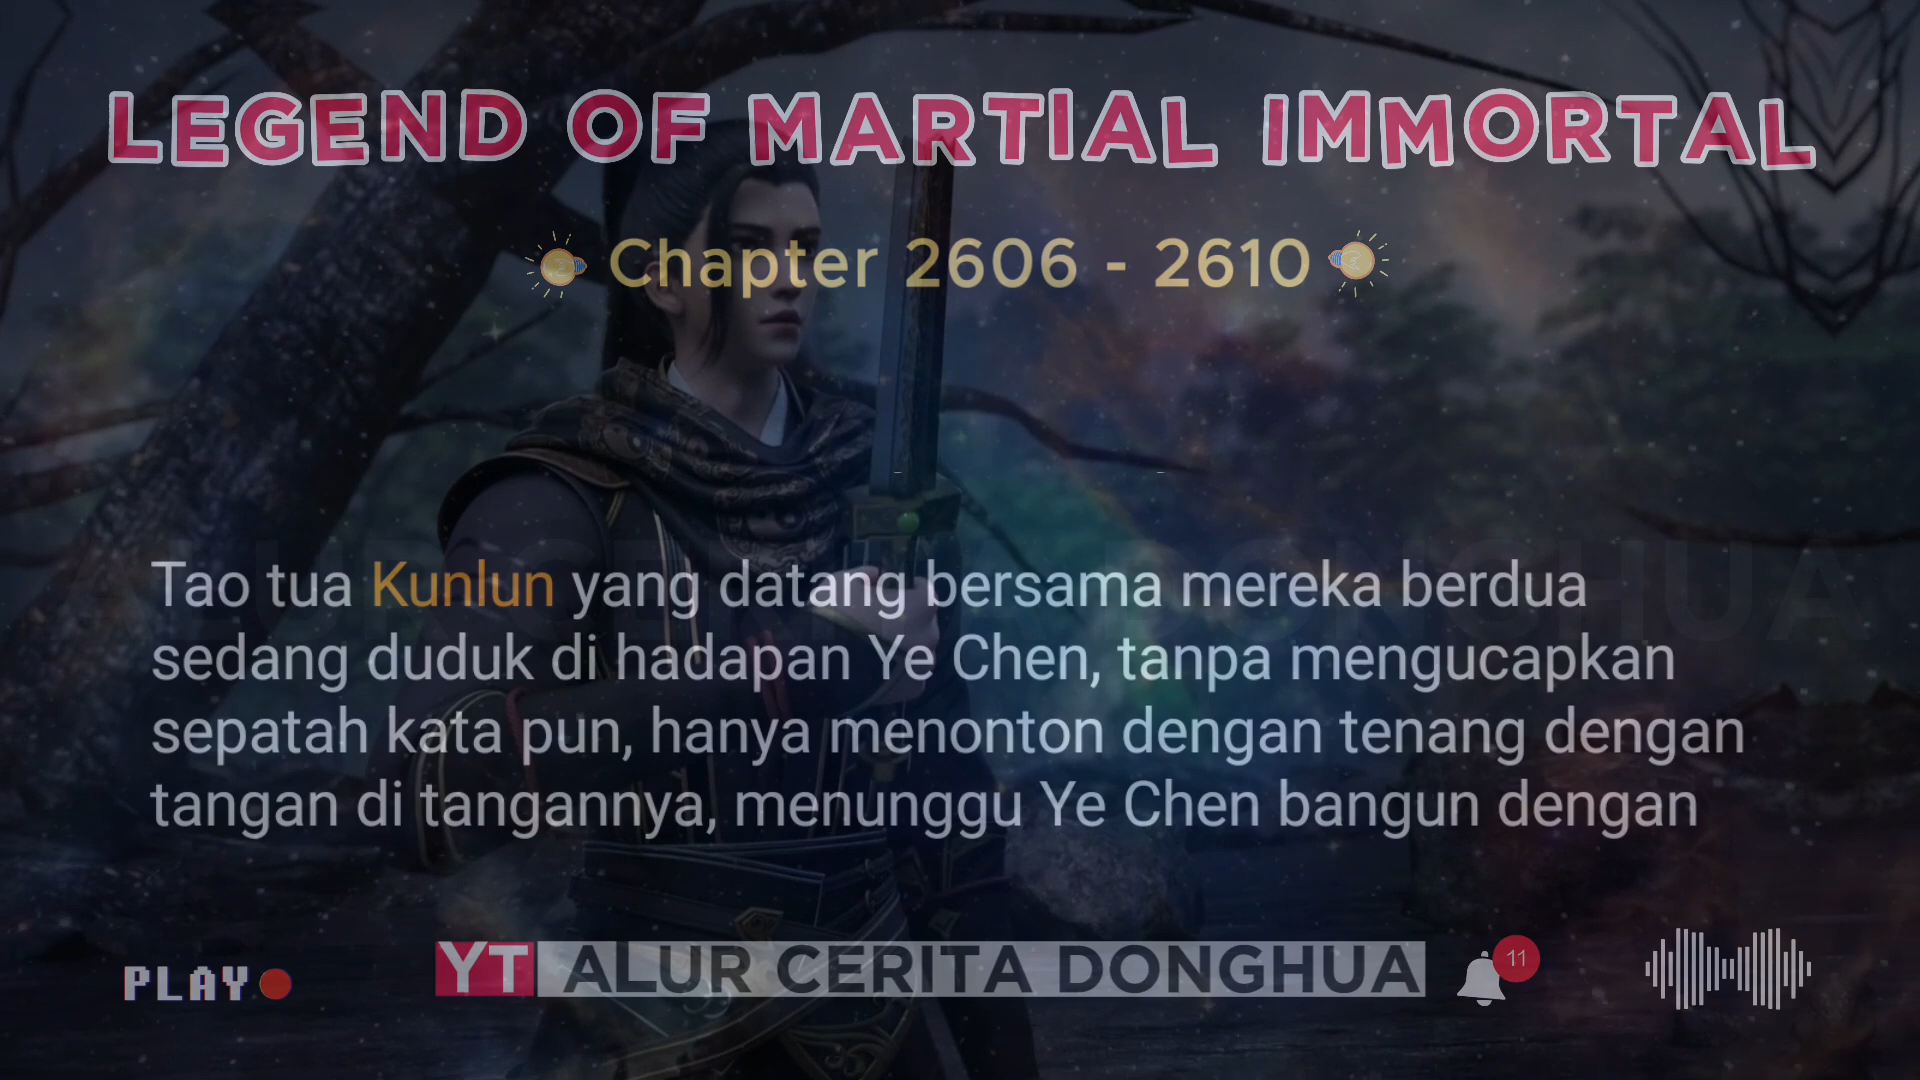 LEGEND OF MARTIAL IMMORTAL
Chapter 2606 - 2610
Tao tua Kunlun yang datang bersama mereka berdua
sedang duduk di hadapan Ye Chen, tanpa mengucapkan
sepatah kata pun, hanya menonton dengan tenang dengan
tangan di tangannya, menunggu Ye Chen bangun dengan
PLAY
YT ALUR CERITA DONGHUA
11